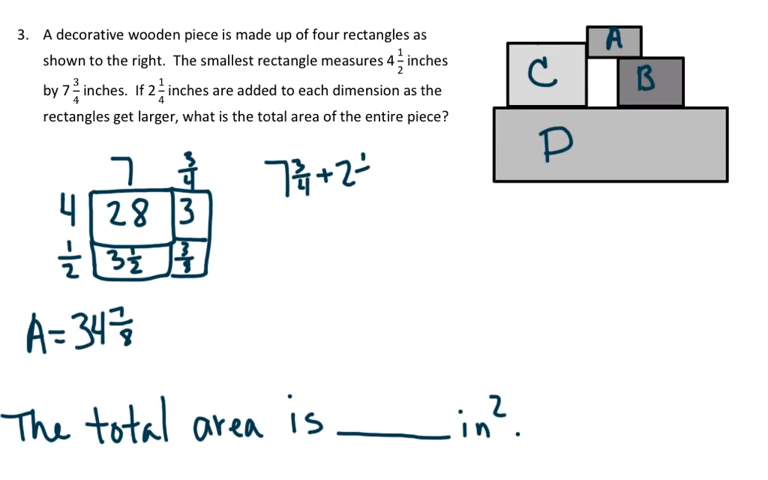 3. A decorative wooden piece is made up of four rectangles as
shown to the right. The smallest rectangle measures 4 1/2 inches
by 7 3/4 inches. If 2 1/4 inches are added to each dimension as the
rectangles get larger, what is the total area of the entire piece?
A
C
B
D
7 3/4
7 3/4 + 2
4 28 3
1/2 3 1/2 3/8
A = 34 7/8
The total area is ____ in².